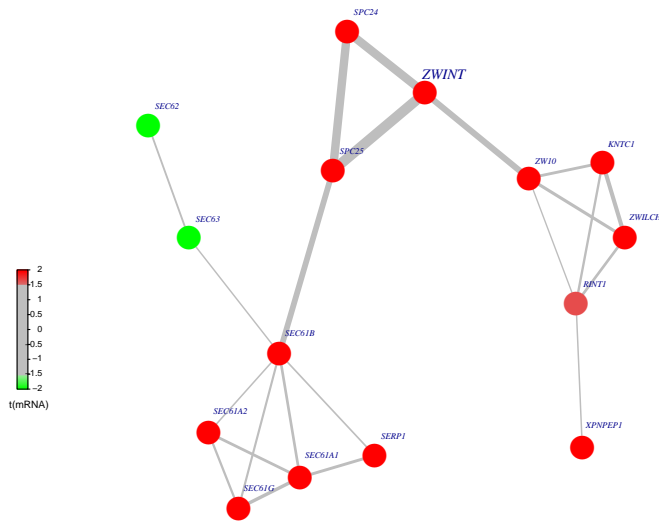 SPC24
ZWINT
SEC62
KNTC1
SPC25
ZW10
ZWILCH
SEC63
RINT1
2
1.5
1
0.5
0
−0.5
−1
−1.5
−2
t(mRNA)
SEC61B
SEC61A2
SERP1
XPNPEP1
SEC61A1
SEC61G